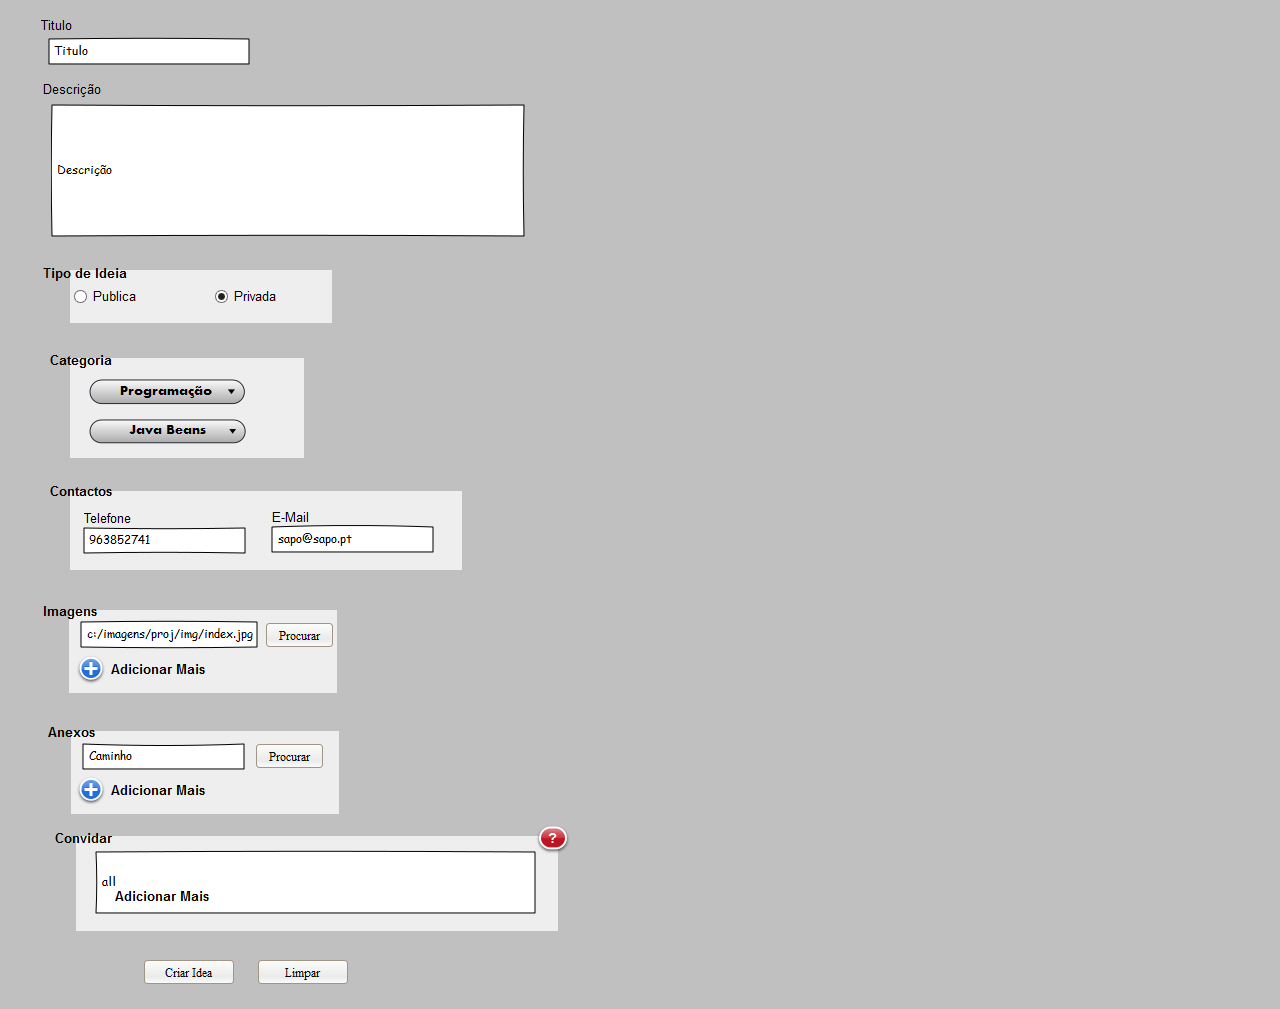 Titulo
Titulo
Descrição
Descrição
Tipo de Ideia
Publica Privada
Categoria
Programação
Java Beans
Contactos
Telefone E-Mail
963852741 sapo@sapo.pt
Imagens
c:/imagens/proj/img/index.jpg Procurar
Adicionar Mais
Anexos
Caminho Procurar
Adicionar Mais
Convidar ?
all
Adicionar Mais
Criar Idea Limpar